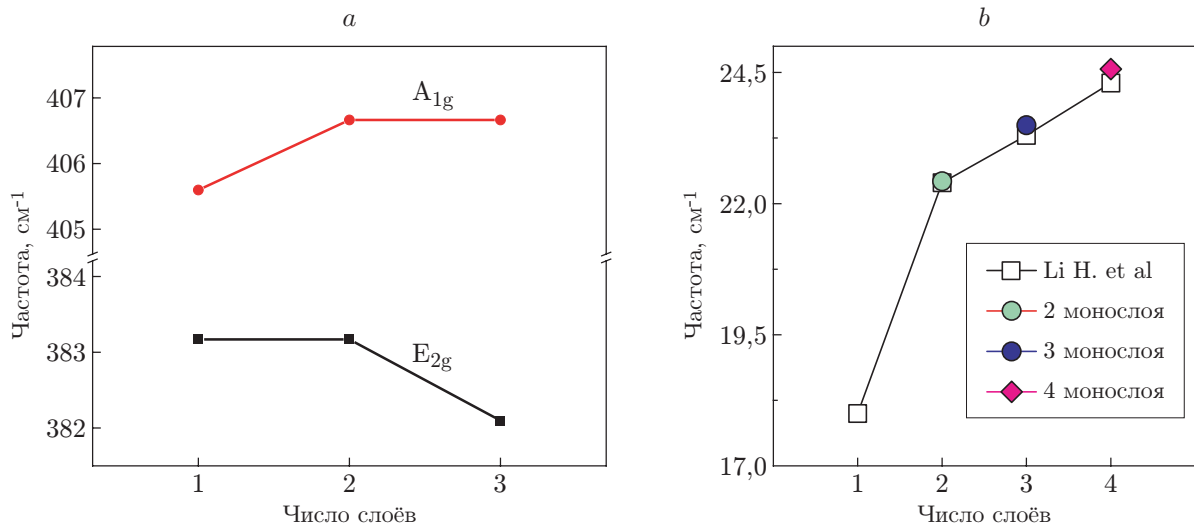 a
407
406
405
384
383
382
A1g
E2g
Частота, см-1
1 2 3
Число слоёв
b
24,5
22,0
19,5
17,0
Частота, см-1
Li H. et al
2 монослоя
3 монослоя
4 монослоя
1 2 3 4
Число слоёв